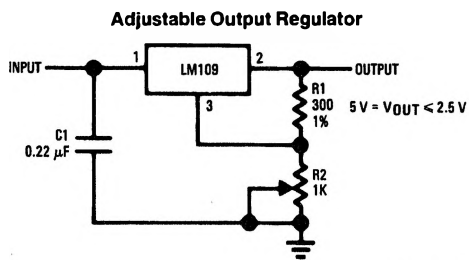 Adjustable Output Regulator
INPUT
1
LM109
2
OUTPUT
3
R1
300
1%
5 V = VOUT ⩽ 2.5 V
C1
0.22 μF
R2
1K